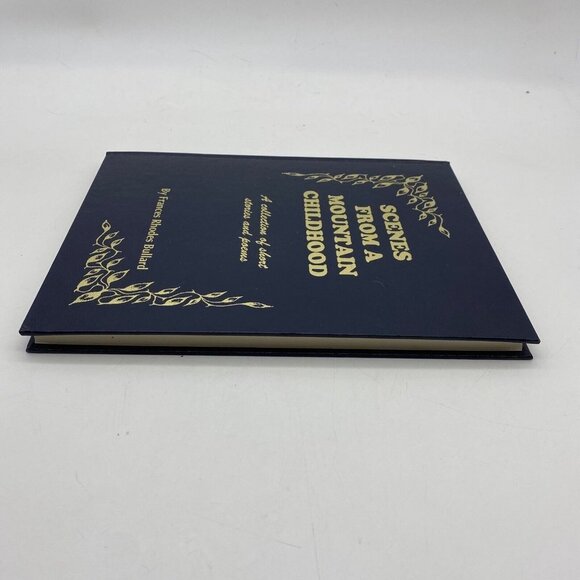 SCENES
FROM A
MOUNTAIN
CHILDHOOD
A collection of short
stories and poems
By Frances Rhodes Bullard